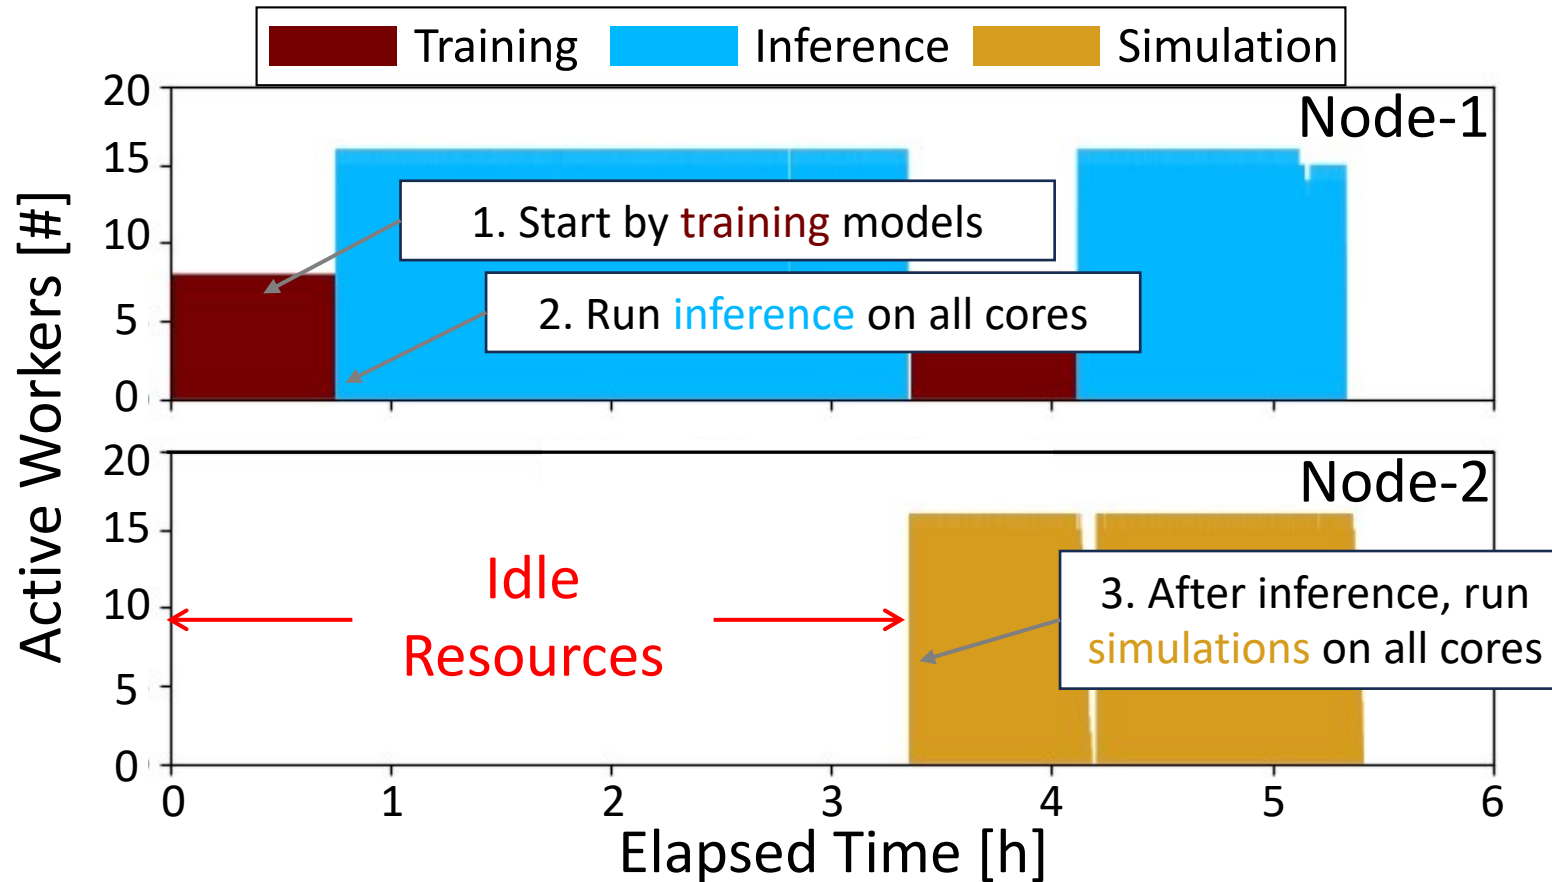 Training Inference Simulation
Node-1
20
15
10
5
0
1. Start by training models
2. Run inference on all cores
Active Workers [#]
Node-2
20
15
10
5
0
Idle
Resources
3. After inference, run
simulations on all cores
0 1 2 3 4 5 6
Elapsed Time [h]